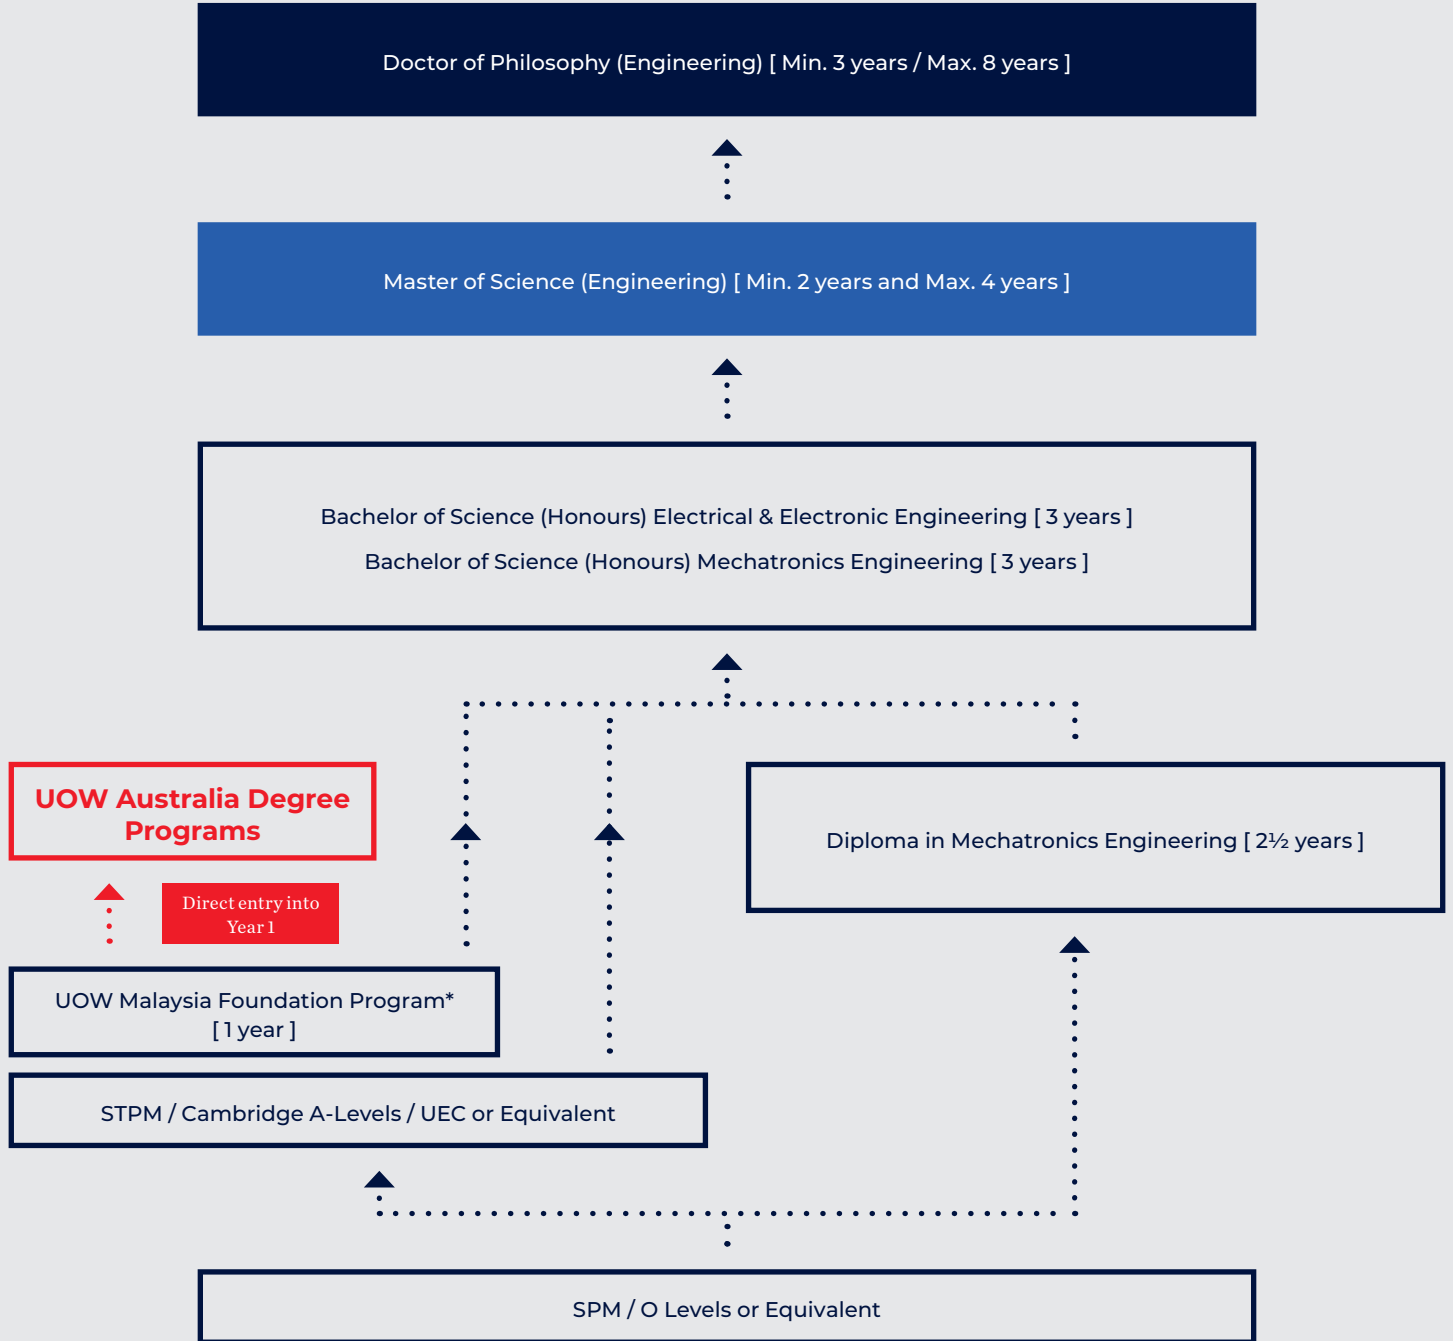 Doctor of Philosophy (Engineering) [ Min. 3 years / Max. 8 years ]
Master of Science (Engineering) [ Min. 2 years and Max. 4 years ]
Bachelor of Science (Honours) Electrical & Electronic Engineering [ 3 years ]
Bachelor of Science (Honours) Mechatronics Engineering [ 3 years ]
UOW Australia Degree
Programs
Diploma in Mechatronics Engineering [ 2½ years ]
Direct entry into
Year 1
UOW Malaysia Foundation Program*
[ 1 year ]
STPM / Cambridge A-Levels / UEC or Equivalent
SPM / O Levels or Equivalent